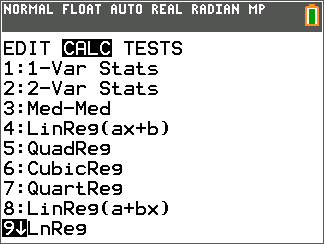 NORMAL FLOAT AUTO REAL RADIAN MP
EDIT CALC TESTS
1:1-Var Stats
2:2-Var Stats
3:Med-Med
4:LinReg(ax+b)
5:QuadReg
6:CubicReg
7:QuartReg
8:LinReg(a+bx)
9↓LnReg